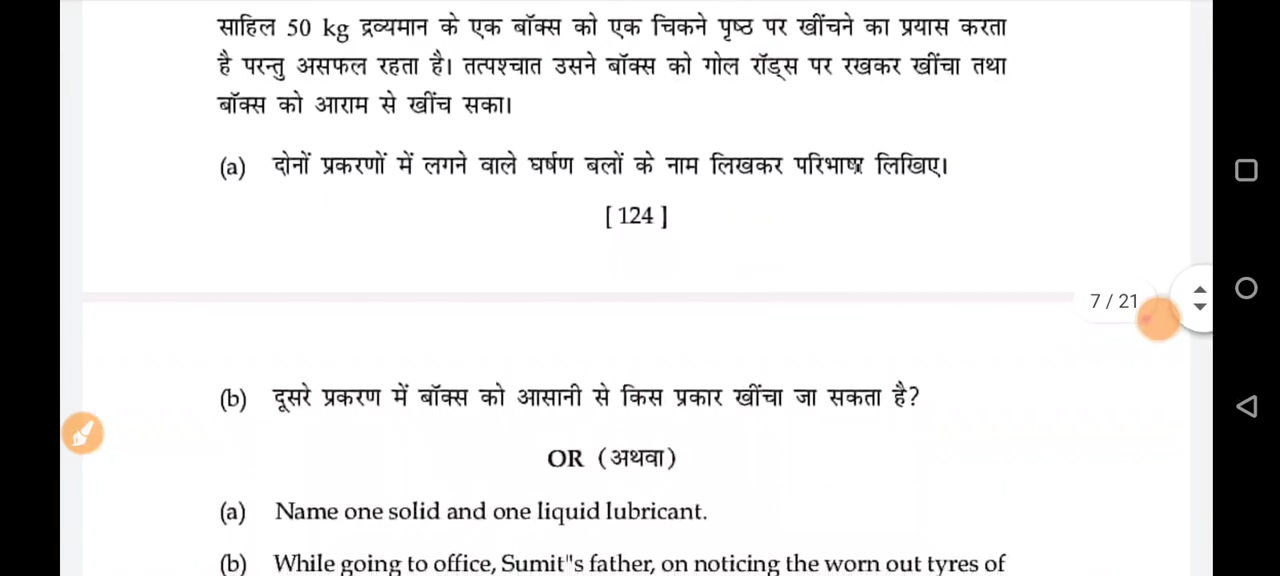 साहिल 50 kg द्रव्यमान के एक बॉक्स को एक चिकने पृष्ठ पर खींचने का प्रयास करता
है परन्तु असफल रहता है। तत्पश्चात उसने बॉक्स को गोल रॉड्स पर रखकर खींचा तथा
बॉक्स को आराम से खींच सका।
(a) दोनों प्रकरणों में लगने वाले घर्षण बलों के नाम लिखकर परिभाषा लिखिए।
[ 124 ]
7 / 21
(b) दूसरे प्रकरण में बॉक्स को आसानी से किस प्रकार खींचा जा सकता है?
OR (अथवा)
(a) Name one solid and one liquid lubricant.
(b) While going to office, Sumit"s father, on noticing the worn out tyres of